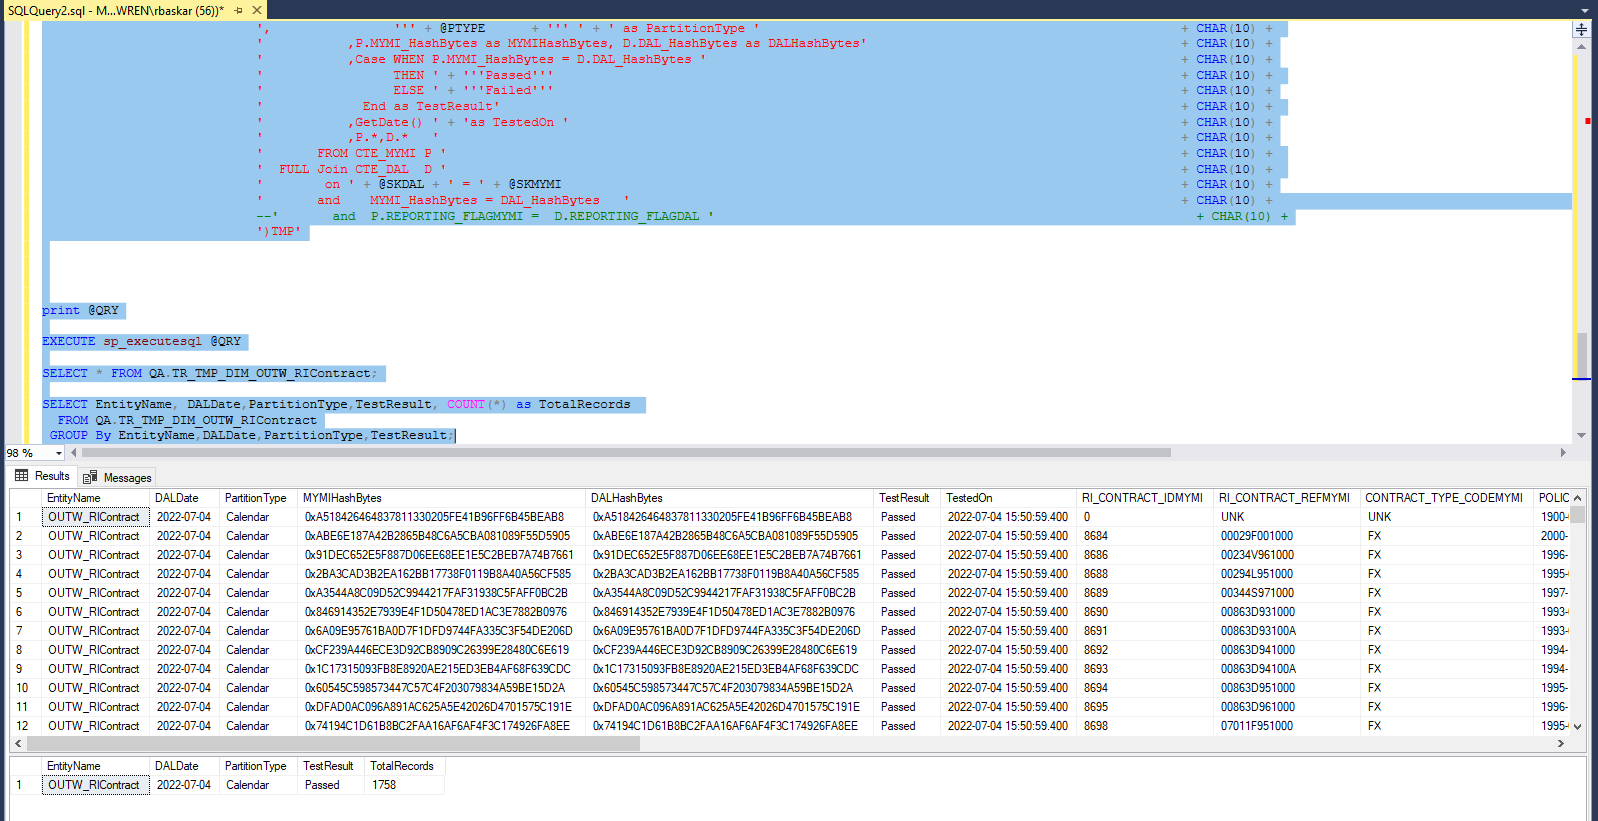 SQLQuery2.sql - M...WREN\rbaskar (56))*
', ''' + @PTYPE + ''' ' + ' as PartitionType ' + CHAR(10) +
' ,P.MYMI_HashBytes as MYMIHashBytes, D.DAL_HashBytes as DALHashBytes' + CHAR(10) +
' ,Case WHEN P.MYMI_HashBytes = D.DAL_HashBytes ' + CHAR(10) +
' THEN ' + '''Passed''' + CHAR(10) +
' ELSE ' + '''Failed''' + CHAR(10) +
' End as TestResult' + CHAR(10) +
' ,GetDate() ' + 'as TestedOn ' + CHAR(10) +
' ,P.*,D.* ' + CHAR(10) +
' FROM CTE_MYMI P ' + CHAR(10) +
' FULL Join CTE_DAL D ' + CHAR(10) +
' on ' + @SKDAL + ' = ' + @SKMYMI + CHAR(10) +
' and MYMI_HashBytes = DAL_HashBytes ' + CHAR(10) +
--' and P.REPORTING_FLAGMYMI = D.REPORTING_FLAGDAL ' + CHAR(10) +
')TMP'
print @QRY
EXECUTE sp_executesql @QRY
SELECT * FROM QA.TR_TMP_DIM_OUTW_RIContract;
SELECT EntityName, DALDate,PartitionType,TestResult, COUNT(*) as TotalRecords
FROM QA.TR_TMP_DIM_OUTW_RIContract
GROUP By EntityName,DALDate,PartitionType,TestResult;
98 %
Results Messages
EntityName DALDate PartitionType MYMIHashBytes DALHashBytes TestResult TestedOn RI_CONTRACT_IDMYMI RI_CONTRACT_REFMYMI CONTRACT_TYPE_CODEMYMI POLIC
1 OUTW_RIContract 2022-07-04 Calendar 0xA518426464837811330205FE41B96FF6B45BEAB8 0xA518426464837811330205FE41B96FF6B45BEAB8 Passed 2022-07-04 15:50:59.400 0 UNK UNK 1900-
2 OUTW_RIContract 2022-07-04 Calendar 0xABE6E187A42B2865B48C6A5CBA081089F55D5905 0xABE6E187A42B2865B48C6A5CBA081089F55D5905 Passed 2022-07-04 15:50:59.400 8684 00029F001000 FX 2000-
3 OUTW_RIContract 2022-07-04 Calendar 0x91DEC652E5F887D06EE68EE1E5C2BEB7A74B7661 0x91DEC652E5F887D06EE68EE1E5C2BEB7A74B7661 Passed 2022-07-04 15:50:59.400 8686 00234V961000 FX 1996-
4 OUTW_RIContract 2022-07-04 Calendar 0x2BA3CAD3B2EA162BB17738F0119B8A40A56CF585 0x2BA3CAD3B2EA162BB17738F0119B8A40A56CF585 Passed 2022-07-04 15:50:59.400 8688 00294L951000 FX 1995-
5 OUTW_RIContract 2022-07-04 Calendar 0xA3544A8C09D52C9944217FAF31938C5FAFF0BC2B 0xA3544A8C09D52C9944217FAF31938C5FAFF0BC2B Passed 2022-07-04 15:50:59.400 8689 00344S971000 FX 1997-
6 OUTW_RIContract 2022-07-04 Calendar 0x846914352E7939E4F1D50478ED1AC3E7882B0976 0x846914352E7939E4F1D50478ED1AC3E7882B0976 Passed 2022-07-04 15:50:59.400 8690 00863D931000 FX 1993-
7 OUTW_RIContract 2022-07-04 Calendar 0x6A09E95761BA0D7F1DFD9744FA335C3F54DE206D 0x6A09E95761BA0D7F1DFD9744FA335C3F54DE206D Passed 2022-07-04 15:50:59.400 8691 00863D93100A FX 1993-
8 OUTW_RIContract 2022-07-04 Calendar 0xCF239A446ECE3D92CB8909C26399E28480C6E619 0xCF239A446ECE3D92CB8909C26399E28480C6E619 Passed 2022-07-04 15:50:59.400 8692 00863D941000 FX 1994-
9 OUTW_RIContract 2022-07-04 Calendar 0x1C17315093FB8E8920AE215ED3EB4AF68F639CDC 0x1C17315093FB8E8920AE215ED3EB4AF68F639CDC Passed 2022-07-04 15:50:59.400 8693 00863D94100A FX 1994-
10 OUTW_RIContract 2022-07-04 Calendar 0x60545C598573447C57C4F203079834A59BE15D2A 0x60545C598573447C57C4F203079834A59BE15D2A Passed 2022-07-04 15:50:59.400 8694 00863D951000 FX 1995-
11 OUTW_RIContract 2022-07-04 Calendar 0xDFAD0AC096A891AC625A5E42026D4701575C191E 0xDFAD0AC096A891AC625A5E42026D4701575C191E Passed 2022-07-04 15:50:59.400 8695 00863D961000 FX 1996-
12 OUTW_RIContract 2022-07-04 Calendar 0x74194C1D61B8BC2FAA16AF6AF4F3C174926FA8EE 0x74194C1D61B8BC2FAA16AF6AF4F3C174926FA8EE Passed 2022-07-04 15:50:59.400 8698 07011F951000 FX 1995-
EntityName DALDate PartitionType TestResult TotalRecords
1 OUTW_RIContract 2022-07-04 Calendar Passed 1758